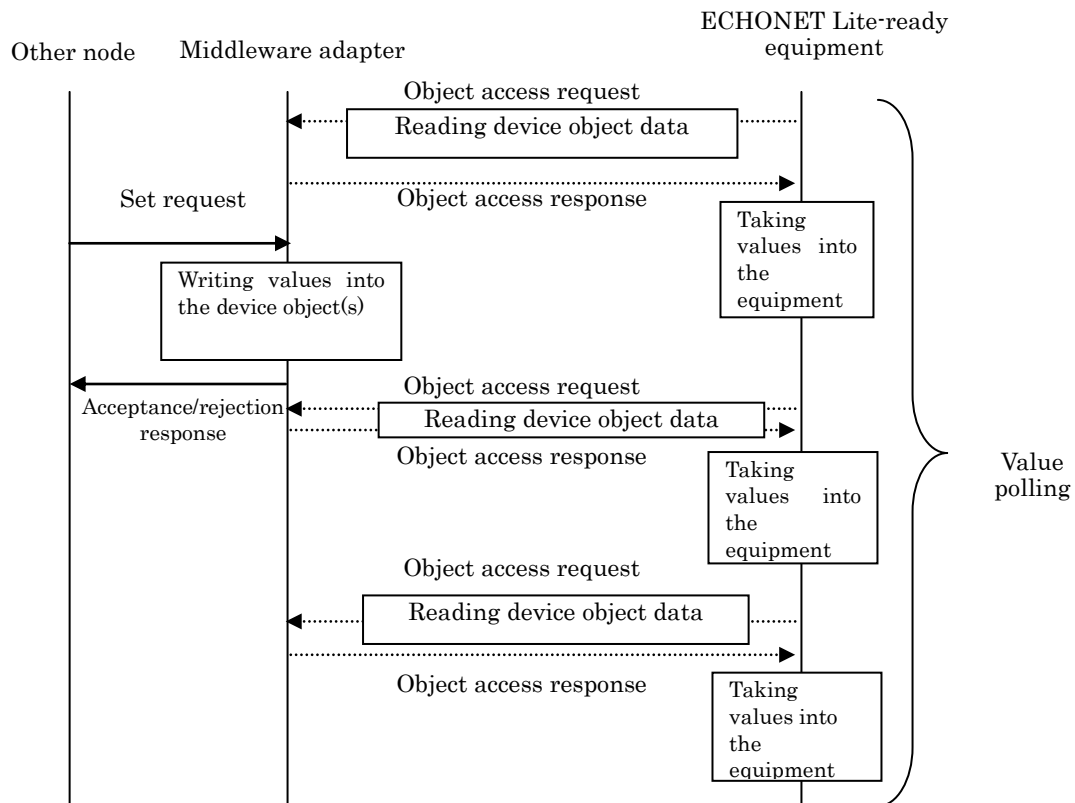 ECHONET Lite-ready
equipment
Other node
Middleware adapter
Object access request
Reading device object data
Object access response
Set request
Taking
values into
the
equipment
Writing values into
the device object(s)
Object access request
Acceptance/rejection
response
Reading device object data
Object access response
Taking
values into
the
equipment
Value
polling
Object access request
Reading device object data
Object access response
Taking
values into
the
equipment